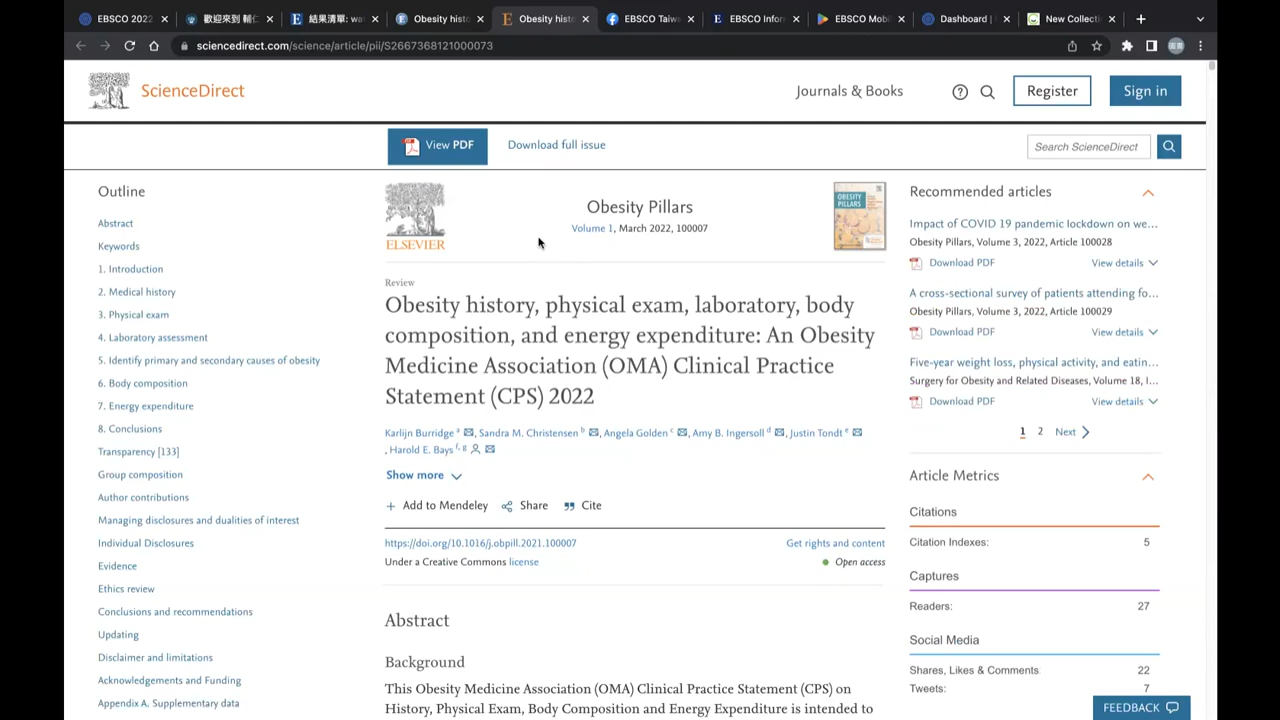 EBSCO 2022
歡迎來到 輔仁
結果清單: wat
Obesity histo
Obesity histo
EBSCO Taiwa
EBSCO Inform
EBSCO Mobil
Dashboard |
New Collecti
sciencedirect.com/science/article/pii/S2667368121000073
ScienceDirect
Journals & Books
Register
Sign in
View PDF
Download full issue
Search ScienceDirect
Outline
Abstract
Keywords
1. Introduction
2. Medical history
3. Physical exam
4. Laboratory assessment
5. Identify primary and secondary causes of obesity
6. Body composition
7. Energy expenditure
8. Conclusions
Transparency [133]
Group composition
Author contributions
Managing disclosures and dualities of interest
Individual Disclosures
Evidence
Ethics review
Conclusions and recommendations
Updating
Disclaimer and limitations
Acknowledgements and Funding
Appendix A. Supplementary data
ELSEVIER
Obesity Pillars
Volume 1, March 2022, 100007
OBESITY
PILLARS
Review
Obesity history, physical exam, laboratory, body
composition, and energy expenditure: An Obesity
Medicine Association (OMA) Clinical Practice
Statement (CPS) 2022
Karlijn Burridge a, Sandra M. Christensen b, Angela Golden c, Amy B. Ingersoll d, Justin Tondt e
, Harold E. Bays f, g
Show more
Add to Mendeley Share Cite
https://doi.org/10.1016/j.obpill.2021.100007
Get rights and content
Under a Creative Commons license
Open access
Abstract
Background
This Obesity Medicine Association (OMA) Clinical Practice Statement (CPS) on
History, Physical Exam, Body Composition and Energy Expenditure is intended to
Recommended articles
Impact of COVID 19 pandemic lockdown on we...
Obesity Pillars, Volume 3, 2022, Article 100028
Download PDF View details
A cross-sectional survey of patients attending fo...
Obesity Pillars, Volume 3, 2022, Article 100029
Download PDF View details
Five-year weight loss, physical activity, and eatin...
Surgery for Obesity and Related Diseases, Volume 18, I...
Download PDF View details
1 2 Next
Article Metrics
Citations
Citation Indexes: 5
Captures
Readers: 27
Social Media
Shares, Likes & Comments 22
Tweets: 7
FEEDBACK